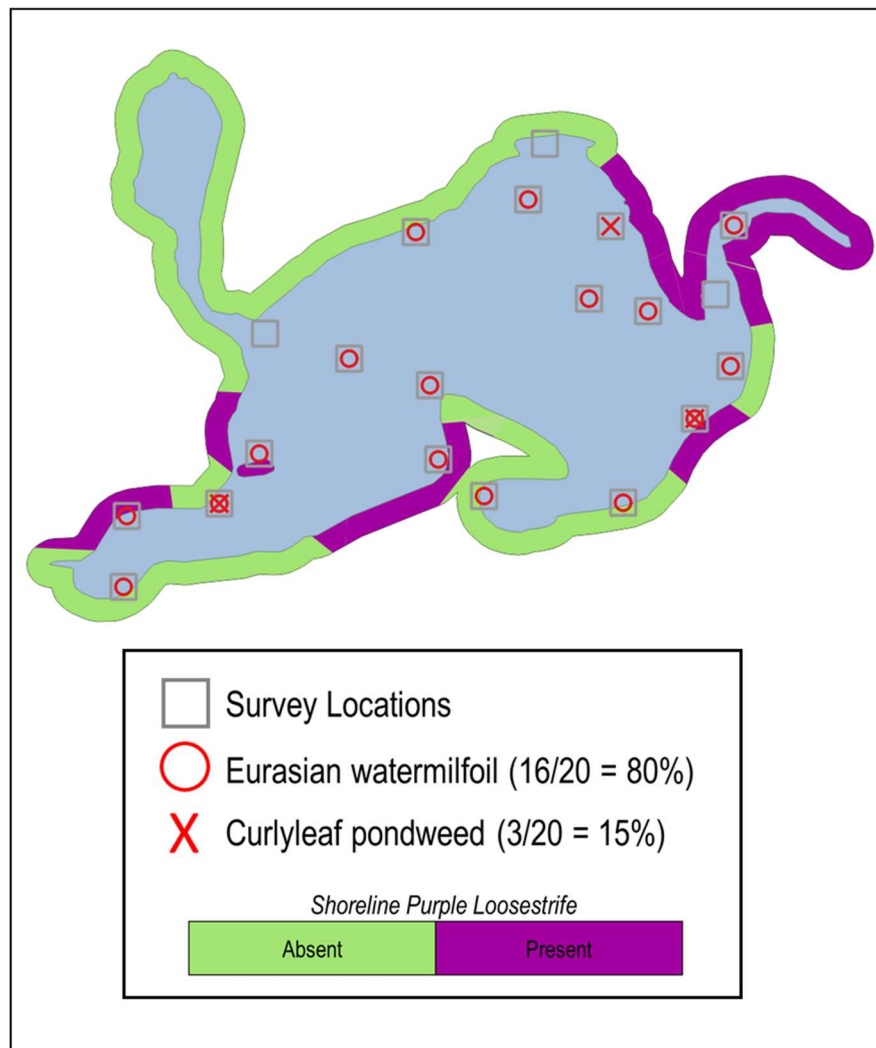 Survey Locations
Eurasian watermilfoil (16/20 = 80%)
Curlyleaf pondweed (3/20 = 15%)
Shoreline Purple Loosestrife
Absent Present